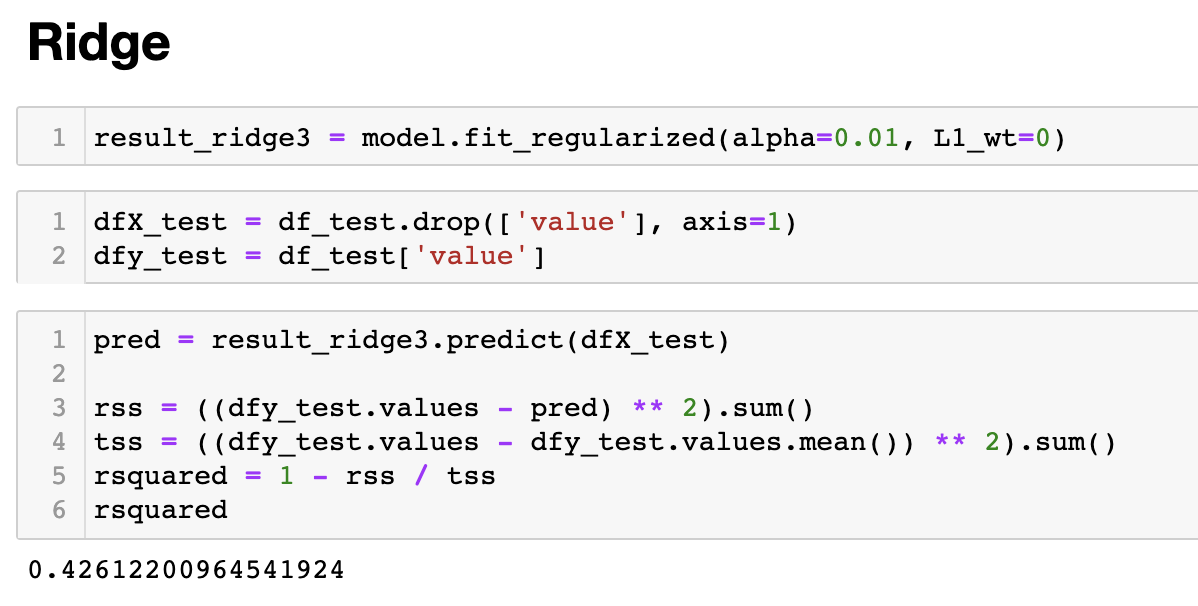 Ridge
1 result_ridge3 = model.fit_regularized(alpha=0.01, L1_wt=0)
1 dfX_test = df_test.drop(['value'], axis=1)
2 dfy_test = df_test['value']
1 pred = result_ridge3.predict(dfX_test)
2
3 rss = ((dfy_test.values - pred) ** 2).sum()
4 tss = ((dfy_test.values - dfy_test.values.mean()) ** 2).sum()
5 rsquared = 1 - rss / tss
6 rsquared
0.42612200964541924